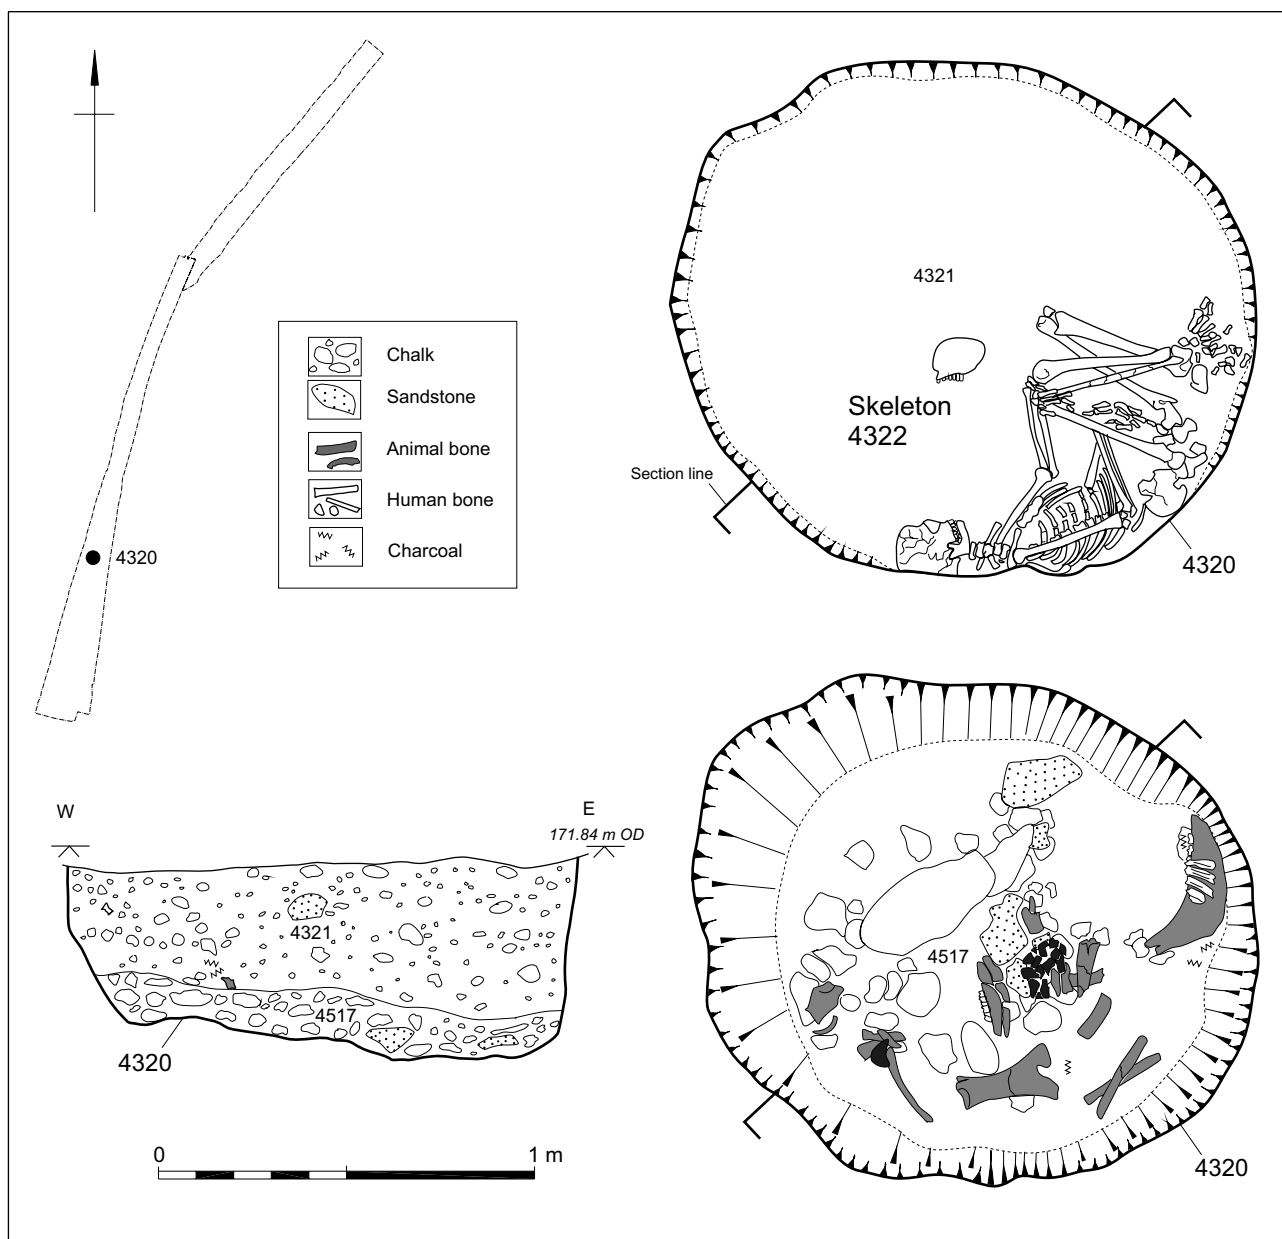 4320
Chalk
Sandstone
Animal bone
Human bone
Charcoal
4321
Skeleton
4322
Section line
4320
W
E
171.84 m OD
4321
4517
4320
0
1 m
4517
4320